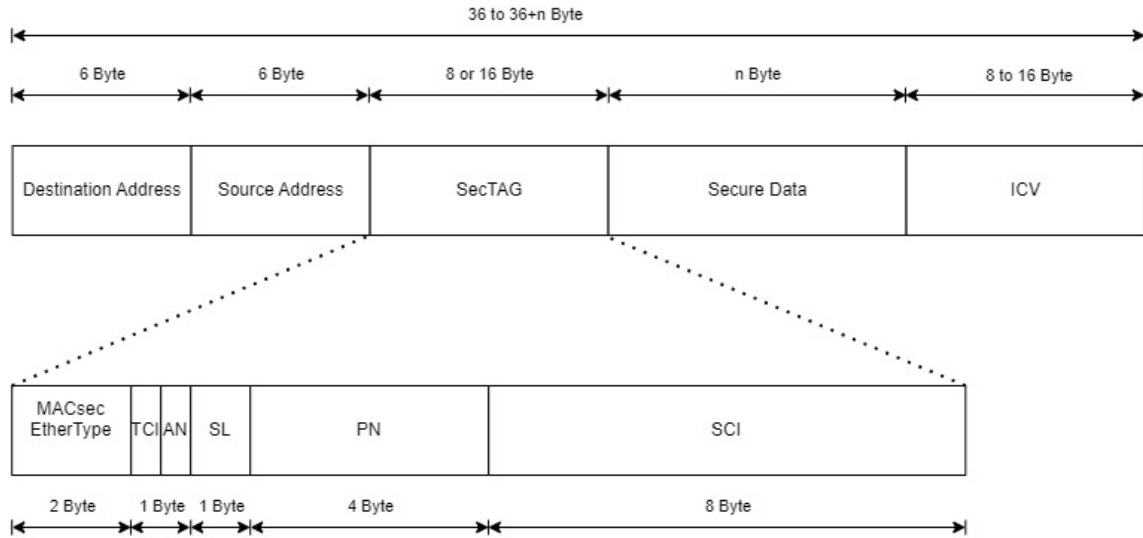 36 to 36+n Byte
6 Byte 6 Byte 8 or 16 Byte n Byte 8 to 16 Byte
Destination Address Source Address SecTAG Secure Data ICV
MACsec
EtherType TCI AN SL PN SCI
2 Byte 1 Byte 1 Byte 4 Byte 8 Byte